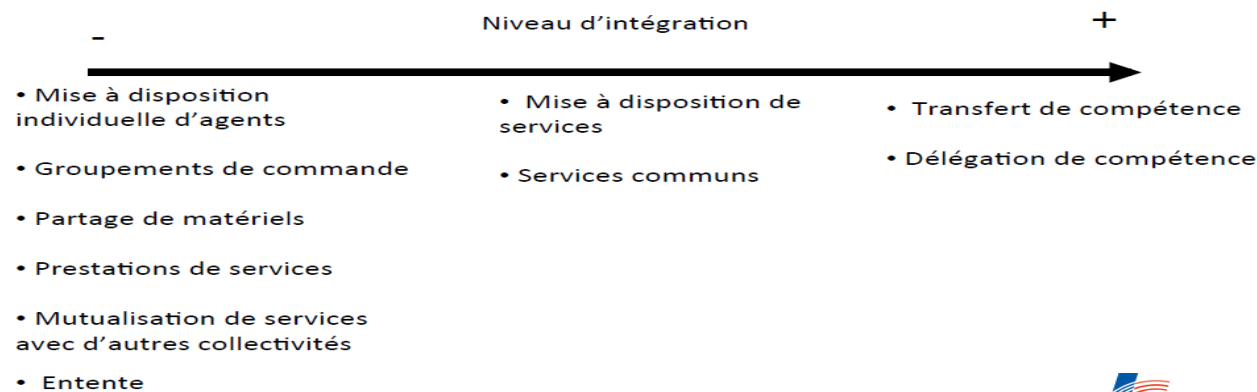 Niveau d'intégration
-
+
• Mise à disposition
individuelle d'agents
• Groupements de commande
• Partage de matériels
• Prestations de services
• Mutualisation de services
avec d'autres collectivités
• Entente
• Mise à disposition de
services
• Services communs
• Transfert de compétence
• Délégation de compétence